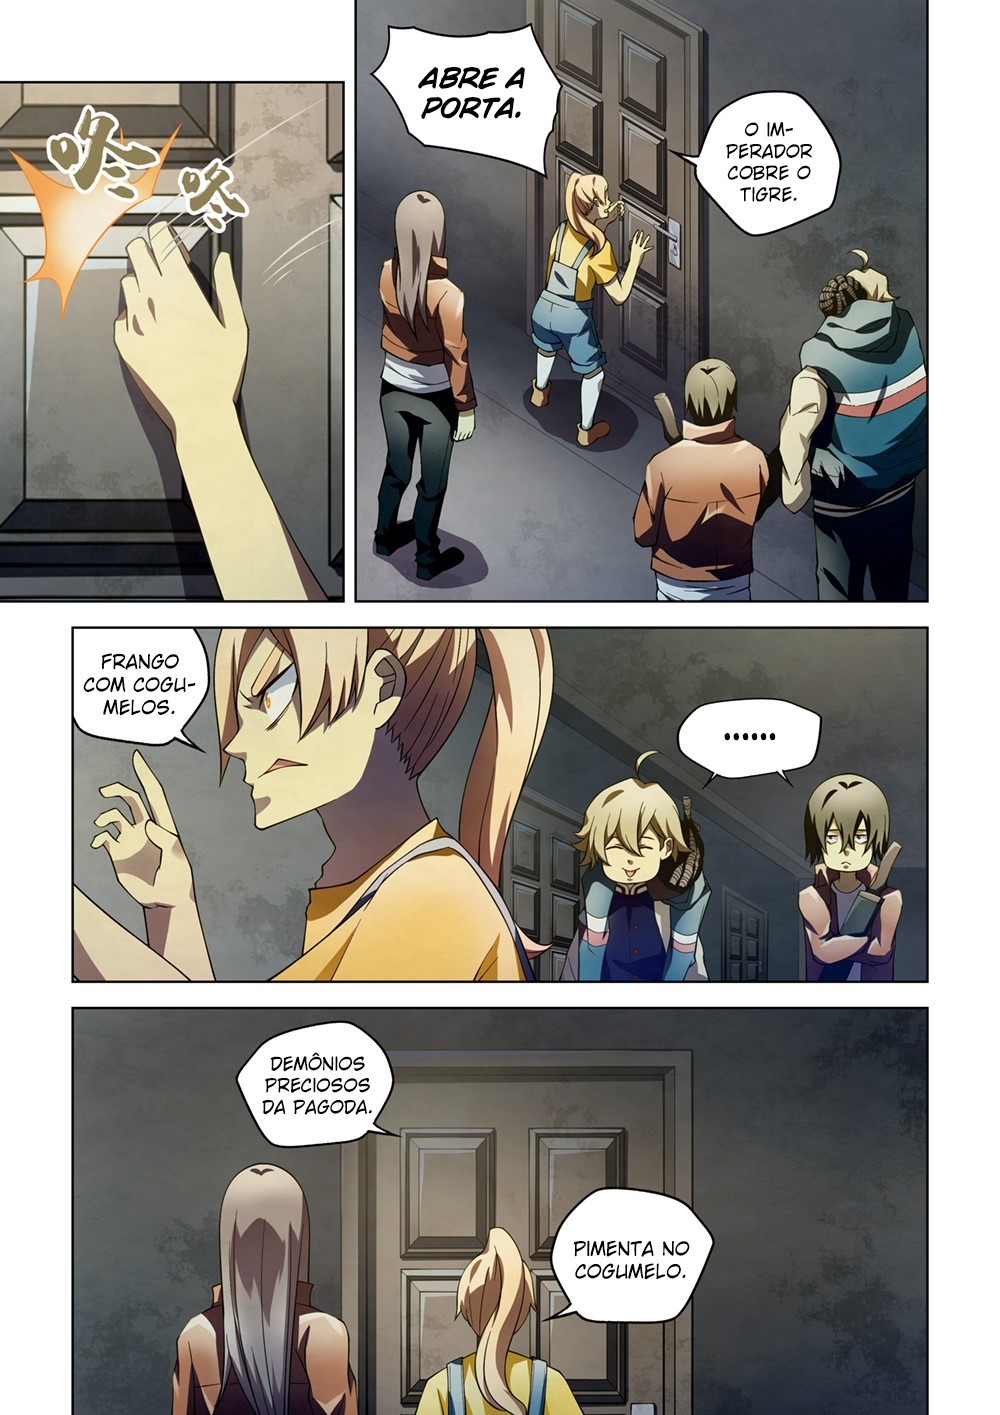 咚
咚
ABRE A
PORTA.
O IM-
PERADOR
COBRE O
TIGRE.
FRANGO
COM COGU-
MELOS.
......
DEMÔNIOS
PRECIOSOS
DA PAGODA.
PIMENTA NO
COGUMELO.